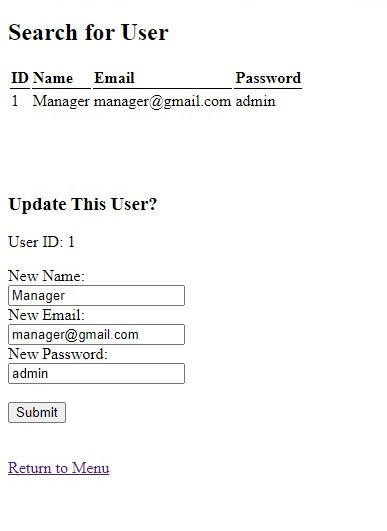 Search for User
ID Name Email Password
1 Manager manager@gmail.com admin
Update This User?
User ID: 1
New Name:
Manager
New Email:
manager@gmail.com
New Password:
admin
Submit
Return to Menu